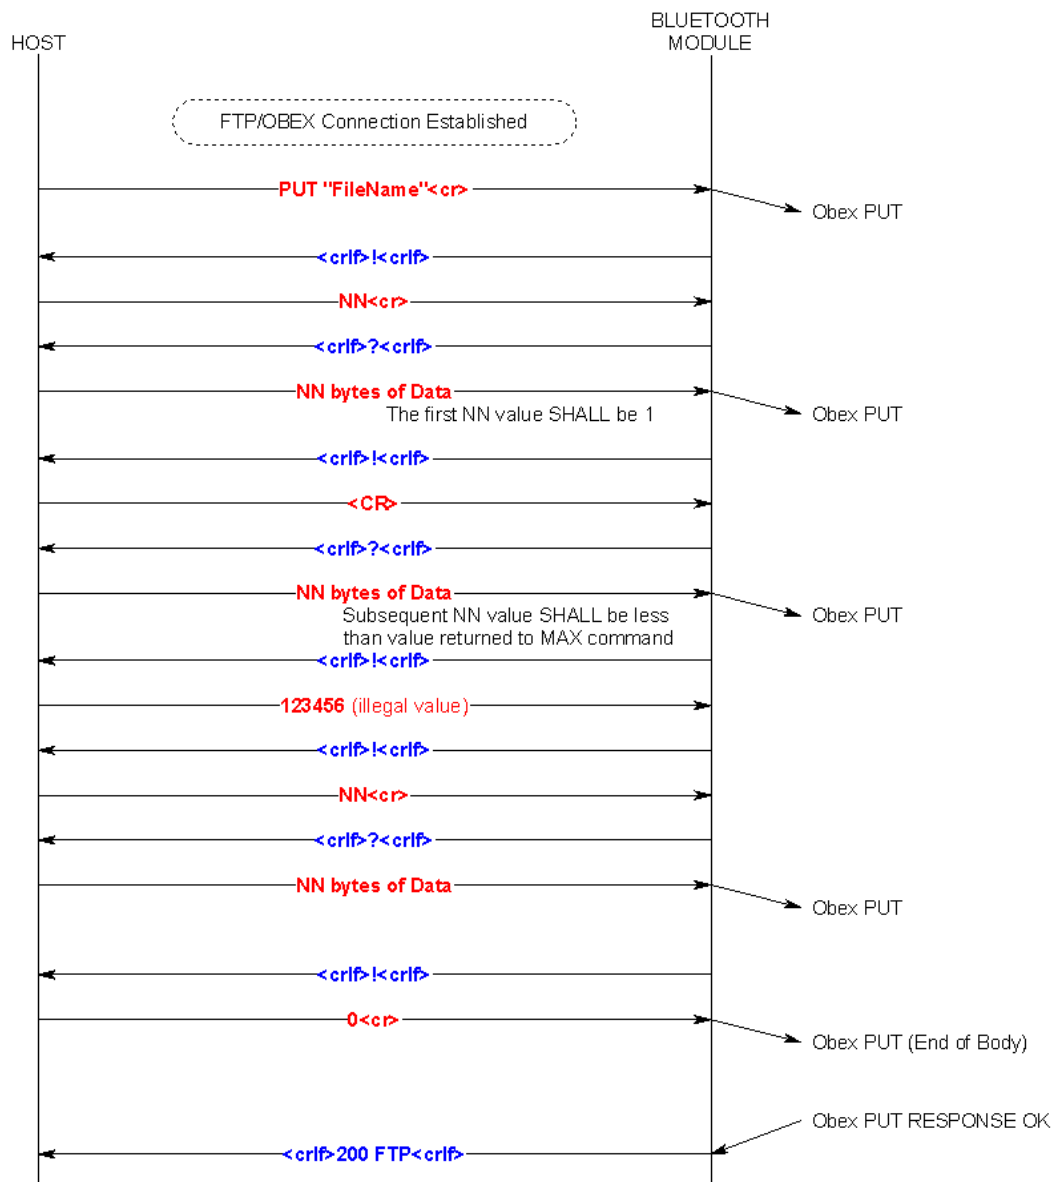 BLUETOOTH
HOST
MODULE
FTP/OBEX Connection Established
PUT "FileName"<cr>
Obex PUT
<crlf>!<crlf>
NN<cr>
<crlf>?<crlf>
NN bytes of Data
The first NN value SHALL be 1
Obex PUT
<crlf>!<crlf>
<CR>
<crlf>?<crlf>
NN bytes of Data
Subsequent NN value SHALL be less
Obex PUT
than value returned to MAX command
<crlf>!<crlf>
123456 (illegal value)
<crlf>!<crlf>
NN<cr>
<crlf>?<crlf>
NN bytes of Data
Obex PUT
<crlf>!<crlf>
0<cr>
Obex PUT (End of Body)
Obex PUT RESPONSE OK
<crlf>200 FTP<crlf>